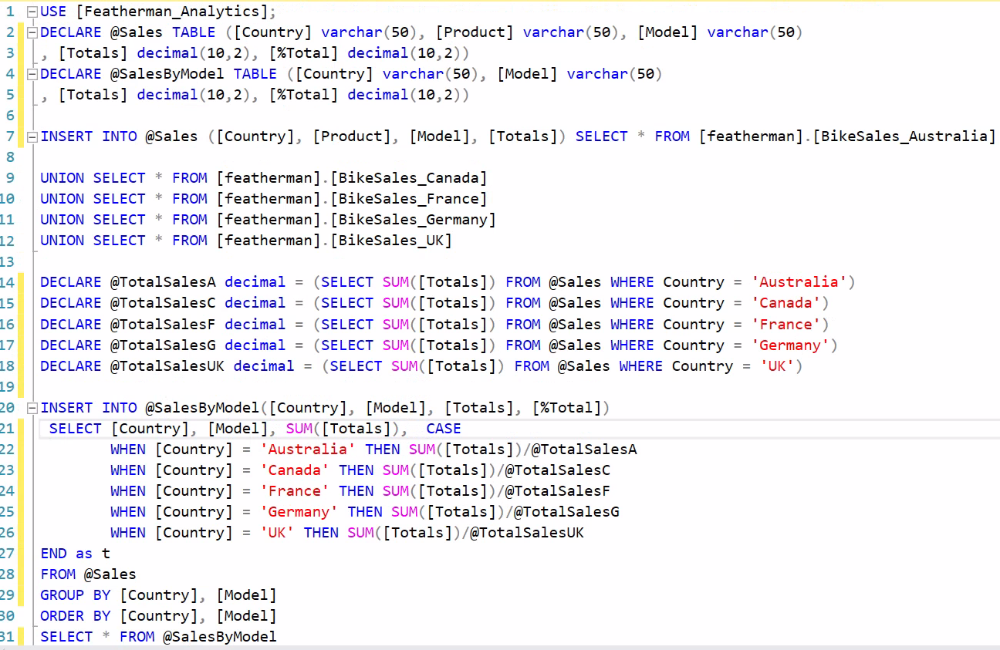 1 USE [Featherman_Analytics];
2 DECLARE @Sales TABLE ([Country] varchar(50), [Product] varchar(50), [Model] varchar(50)
3 , [Totals] decimal(10,2), [%Total] decimal(10,2))
4 DECLARE @SalesByModel TABLE ([Country] varchar(50), [Model] varchar(50)
5 , [Totals] decimal(10,2), [%Total] decimal(10,2))
6
7 INSERT INTO @Sales ([Country], [Product], [Model], [Totals]) SELECT * FROM [featherman].[BikeSales_Australia]
8
9 UNION SELECT * FROM [featherman].[BikeSales_Canada]
10 UNION SELECT * FROM [featherman].[BikeSales_France]
11 UNION SELECT * FROM [featherman].[BikeSales_Germany]
12 UNION SELECT * FROM [featherman].[BikeSales_UK]
13
14 DECLARE @TotalSalesA decimal = (SELECT SUM([Totals]) FROM @Sales WHERE Country = 'Australia')
15 DECLARE @TotalSalesC decimal = (SELECT SUM([Totals]) FROM @Sales WHERE Country = 'Canada')
16 DECLARE @TotalSalesF decimal = (SELECT SUM([Totals]) FROM @Sales WHERE Country = 'France')
17 DECLARE @TotalSalesG decimal = (SELECT SUM([Totals]) FROM @Sales WHERE Country = 'Germany')
18 DECLARE @TotalSalesUK decimal = (SELECT SUM([Totals]) FROM @Sales WHERE Country = 'UK')
19
20 INSERT INTO @SalesByModel([Country], [Model], [Totals], [%Total])
21 SELECT [Country], [Model], SUM([Totals]), CASE
22 WHEN [Country] = 'Australia' THEN SUM([Totals])/@TotalSalesA
23 WHEN [Country] = 'Canada' THEN SUM([Totals])/@TotalSalesC
24 WHEN [Country] = 'France' THEN SUM([Totals])/@TotalSalesF
25 WHEN [Country] = 'Germany' THEN SUM([Totals])/@TotalSalesG
26 WHEN [Country] = 'UK' THEN SUM([Totals])/@TotalSalesUK
27 END as t
28 FROM @Sales
29 GROUP BY [Country], [Model]
30 ORDER BY [Country], [Model]
31 SELECT * FROM @SalesByModel